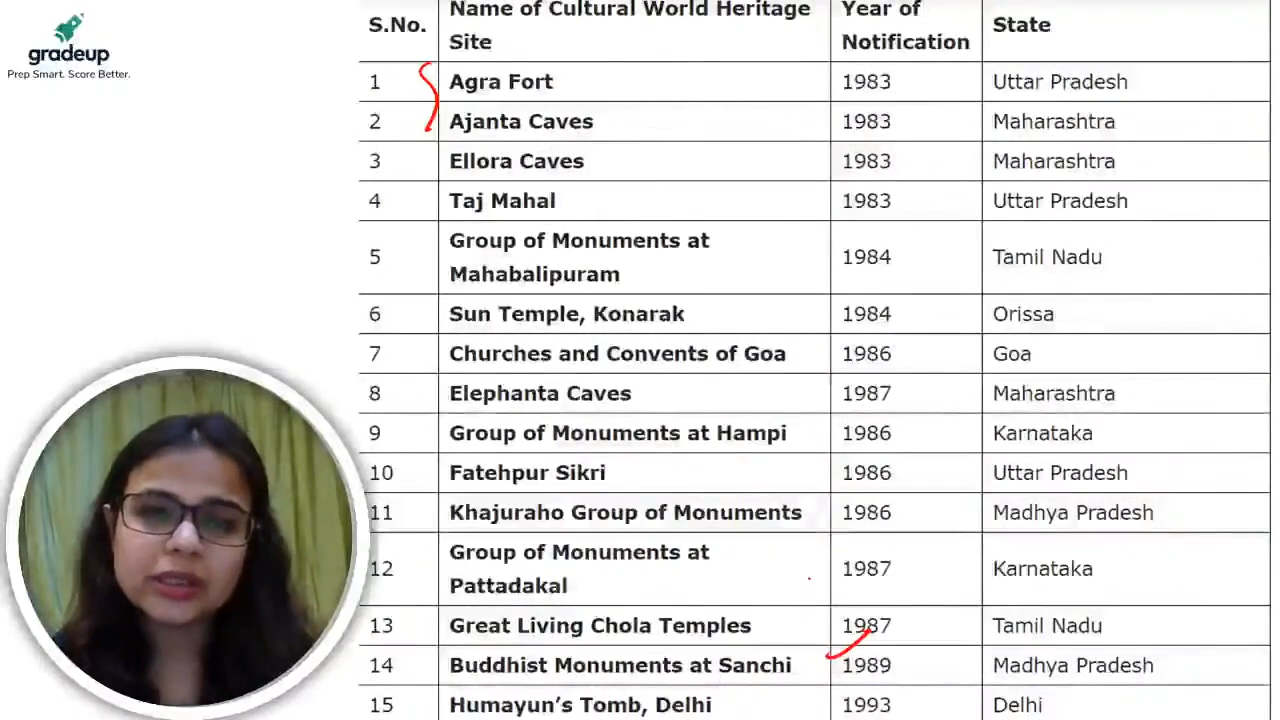 gradeup
Prep Smart. Score Better.
S.No.
Name of Cultural World Heritage
Site
Year of
Notification
State
1 Agra Fort 1983 Uttar Pradesh
2 Ajanta Caves 1983 Maharashtra
3 Ellora Caves 1983 Maharashtra
4 Taj Mahal 1983 Uttar Pradesh
5 Group of Monuments at
Mahabalipuram 1984 Tamil Nadu
6 Sun Temple, Konarak 1984 Orissa
7 Churches and Convents of Goa 1986 Goa
8 Elephanta Caves 1987 Maharashtra
9 Group of Monuments at Hampi 1986 Karnataka
10 Fatehpur Sikri 1986 Uttar Pradesh
11 Khajuraho Group of Monuments 1986 Madhya Pradesh
12 Group of Monuments at
Pattadakal 1987 Karnataka
13 Great Living Chola Temples 1987 Tamil Nadu
14 Buddhist Monuments at Sanchi 1989 Madhya Pradesh
15 Humayun’s Tomb, Delhi 1993 Delhi